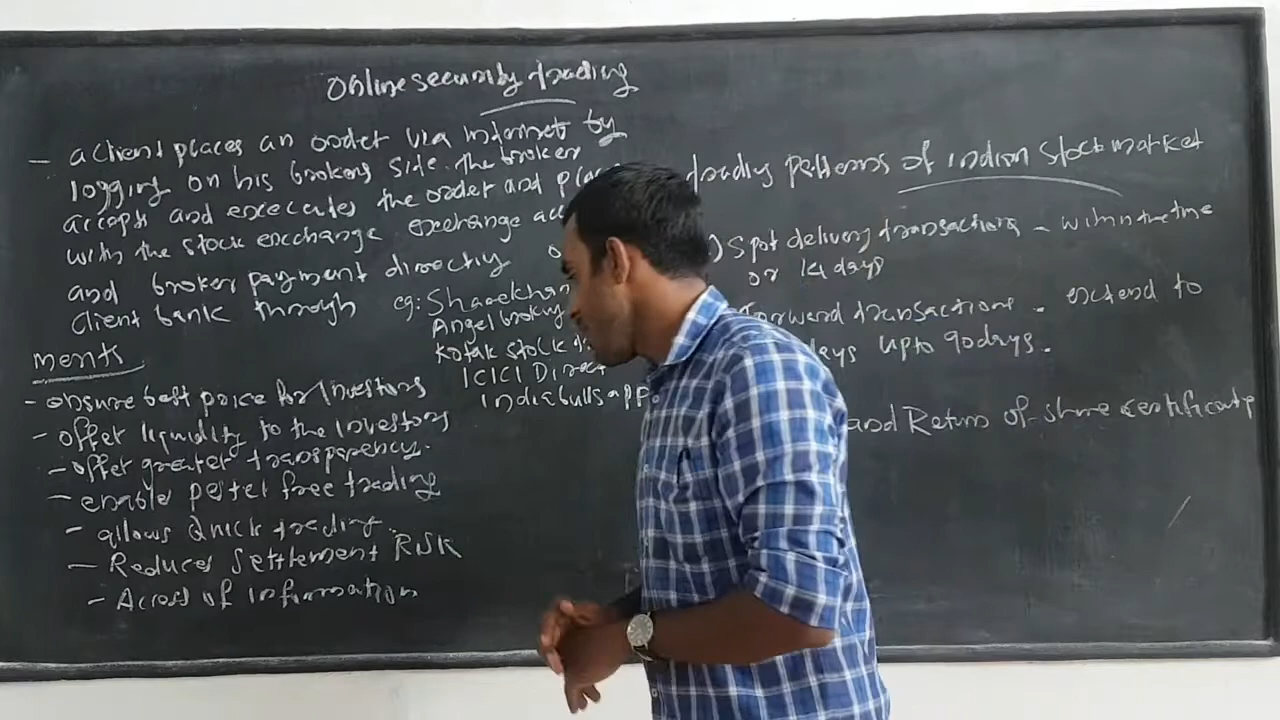 Online security trading
- a client places an order via internet by
logging on his brokers side. The broker
accepts and executes the order and
with the stock exchange. exchange
and broker payment directly
client bank through eg: Sharekhan
Angel broking
Kotak stock
ICICI Direct
Indiabulls app
merits
- ensure best price for Investors
- offer liquidity to the Investors
- offer greater transparency.
- enable free trading
- allows Quick trading
- Reduces Settlement RISK
- Access of information
trading patterns of Indian Stock market
) Spot delivery transactions - within the time
or 14 days
Forward transactions - extend to
days upto 90 days.
and Return of share certificate